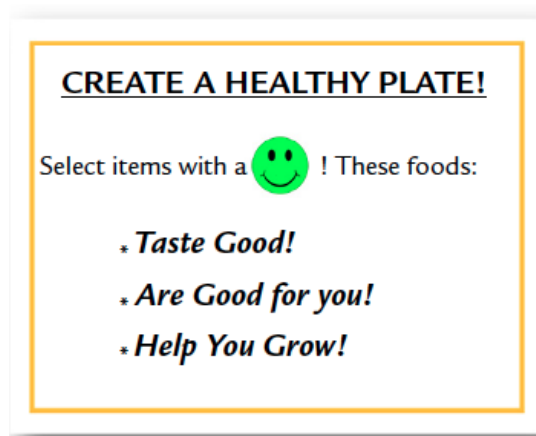 CREATE A HEALTHY PLATE!
Select items with a ! These foods:
* Taste Good!
* Are Good for you!
* Help You Grow!